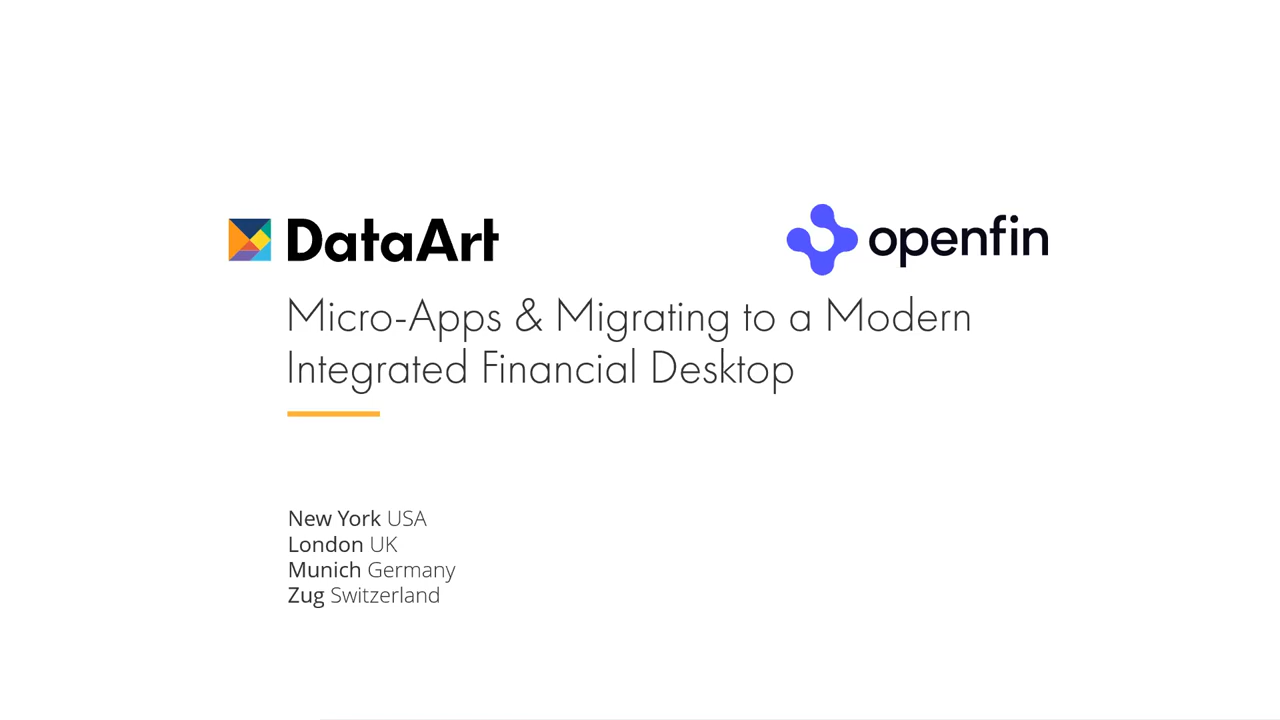 DataArt
openfin
Micro-Apps & Migrating to a Modern
Integrated Financial Desktop
New York USA
London UK
Munich Germany
Zug Switzerland